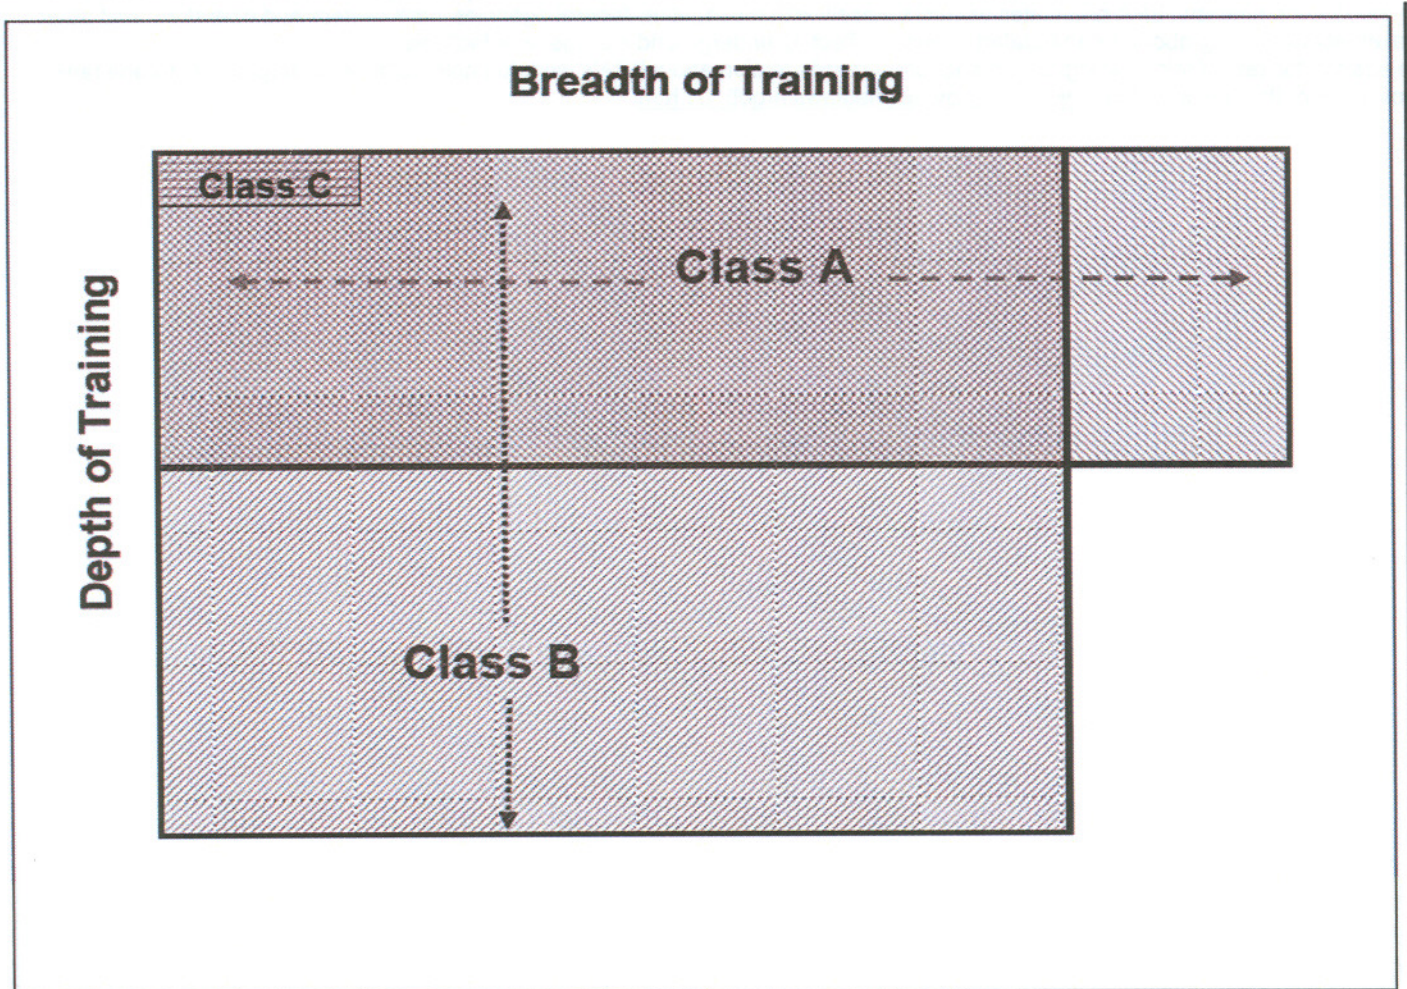 Breadth of Training
Class C
Class A
Depth of Training
Class B